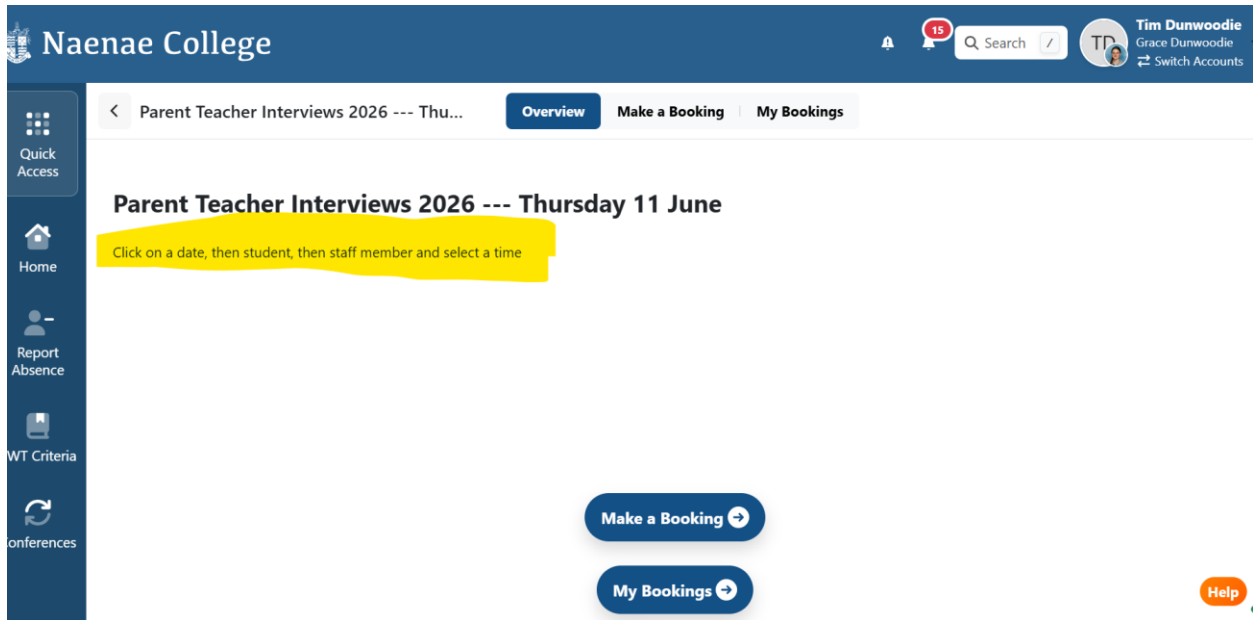 Naenae College
15
Search /
TD
Tim Dunwoodie
Grace Dunwoodie
Switch Accounts
Quick
Access
Home
Report
Absence
WT Criteria
onferences
Parent Teacher Interviews 2026 --- Thu...
Overview
Make a Booking
My Bookings
Parent Teacher Interviews 2026 --- Thursday 11 June
Click on a date, then student, then staff member and select a time
Make a Booking
My Bookings
Help